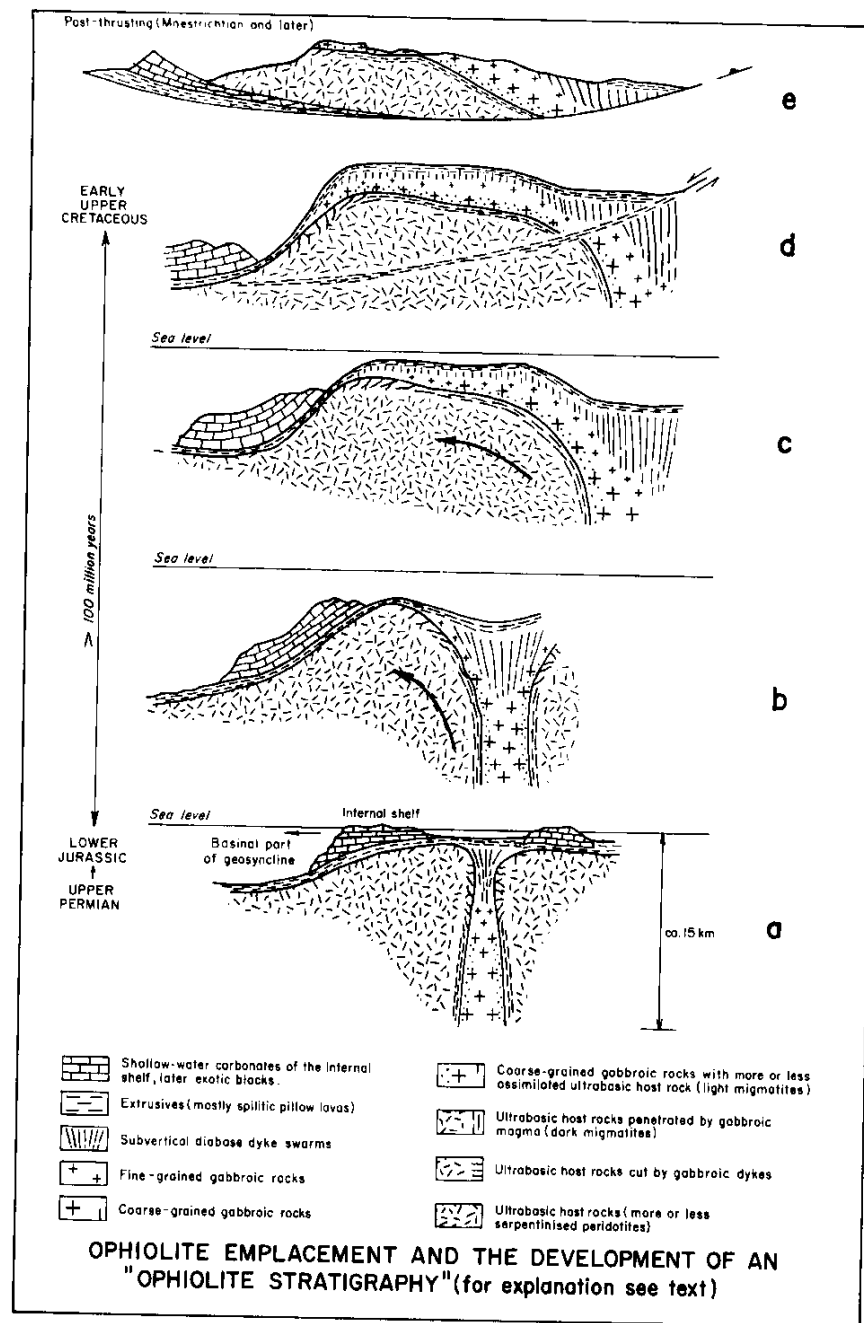 Post-thrusting (Maestrichtian and later)
e
EARLY
UPPER
CRETACEOUS
d
Sea level
c
Sea level
> 100 million years
b
Sea level
Internal shelf
LOWER
JURASSIC
UPPER
PERMIAN
Basinal part
of geosyncline
ca. 15 km
a
Shallow-water carbonates of the Internal
shelf, later exotic blocks.
Extrusives (mostly spilitic pillow lavas)
Subvertical diabase dyke swarms
Fine-grained gabbroic rocks
Coarse-grained gabbroic rocks
Coarse-grained gabbroic rocks with more or less
assimilated ultrabasic host rock (light migmatites)
Ultrabasic host rocks penetrated by gabbroic
magma (dark migmatites)
Ultrabasic host rocks cut by gabbroic dykes
Ultrabasic host rocks (more or less
serpentinised peridotites)
OPHIOLITE EMPLACEMENT AND THE DEVELOPMENT OF AN
"OPHIOLITE STRATIGRAPHY" (for explanation see text)